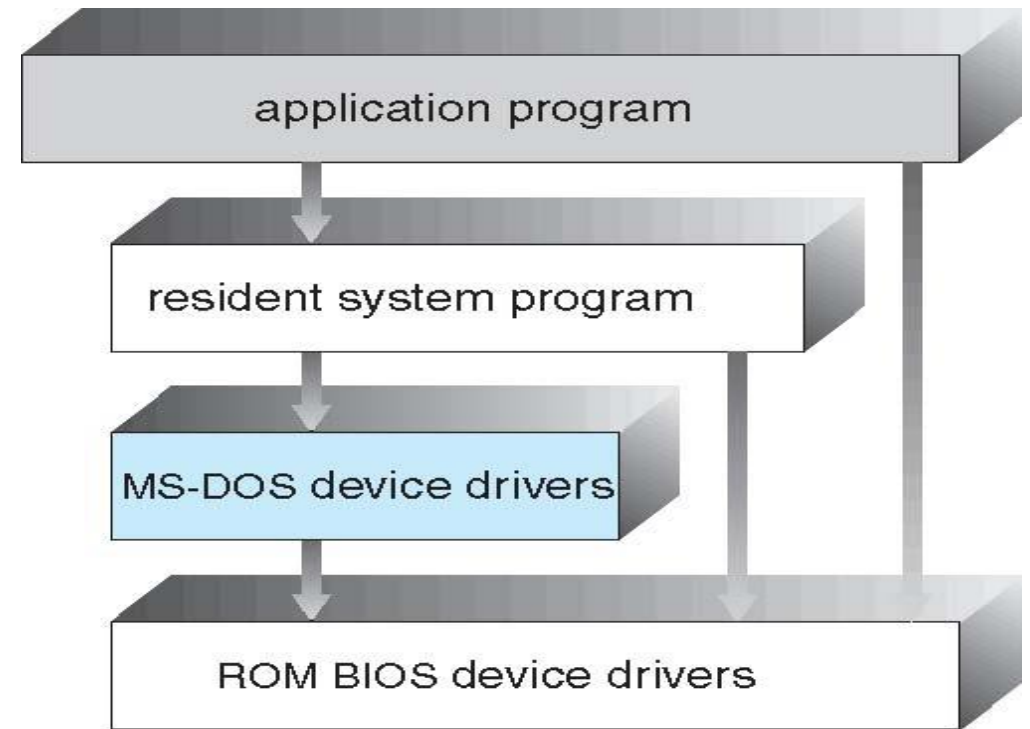 application program
resident system program
MS-DOS device drivers
ROM BIOS device drivers